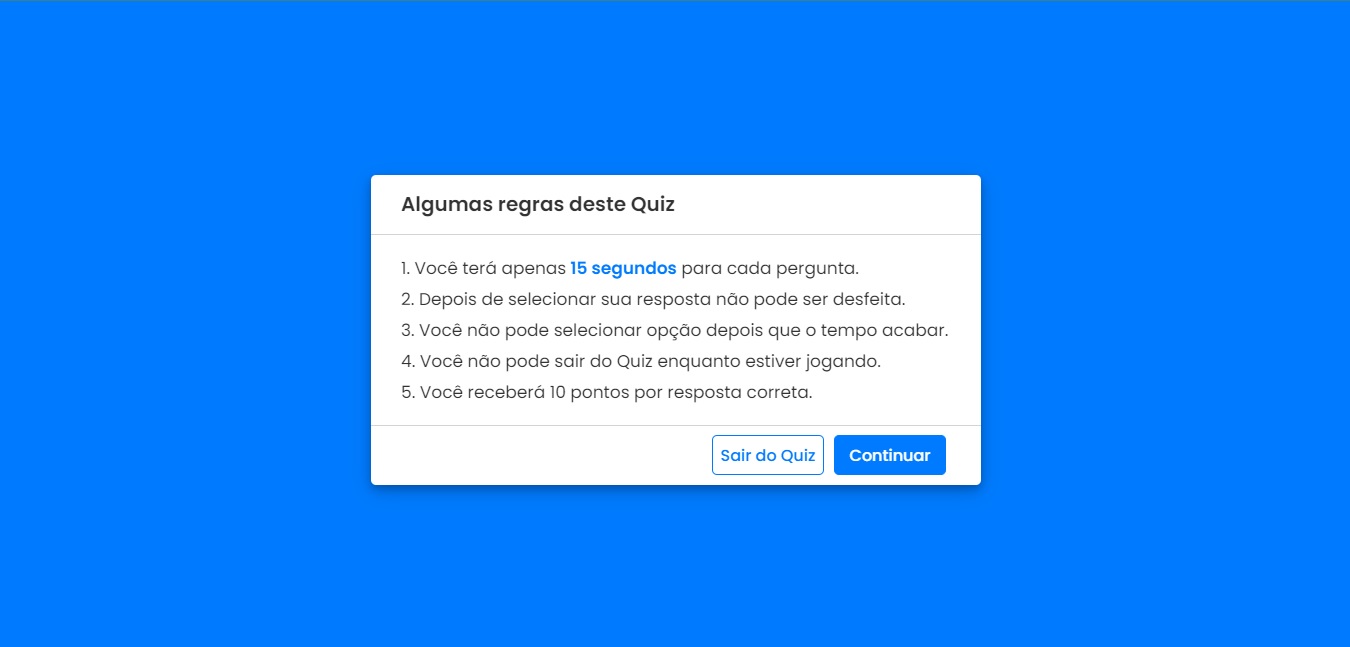 Algumas regras deste Quiz
1. Você terá apenas 15 segundos para cada pergunta.
2. Depois de selecionar sua resposta não pode ser desfeita.
3. Você não pode selecionar opção depois que o tempo acabar.
4. Você não pode sair do Quiz enquanto estiver jogando.
5. Você receberá 10 pontos por resposta correta.
Sair do Quiz Continuar